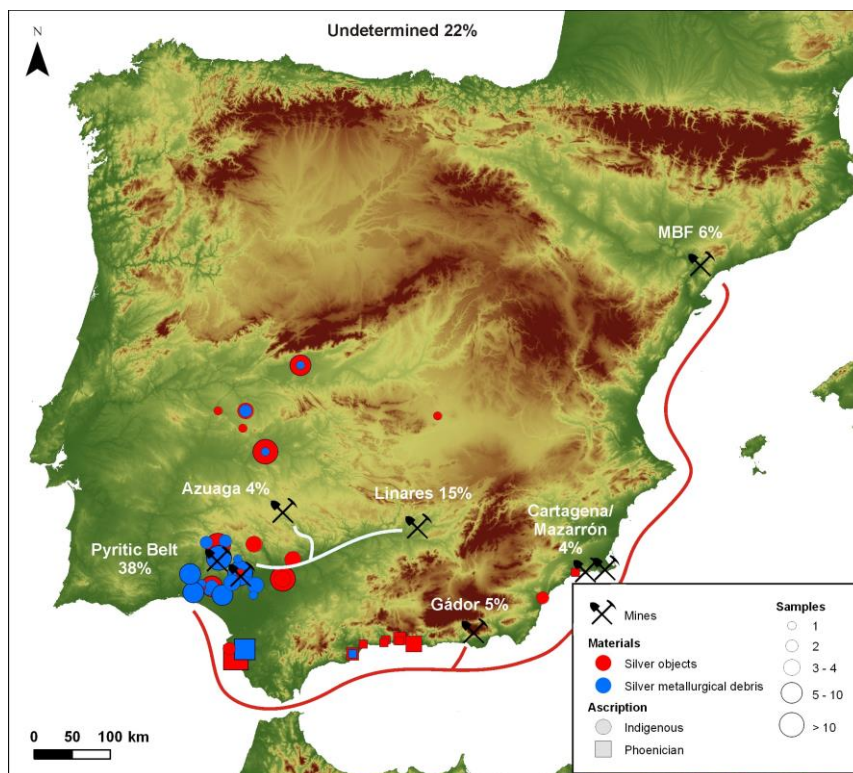 Undetermined 22%
N
MBF 6%
Azuaga 4%
Linares 15%
Cartagena/
Mazarrón
4%
Pyritic Belt
38%
Gádor 5%
0 50 100 km
Mines
Materials
Silver objects
Silver metallurgical debris
Ascription
Indigenous
Phoenician
Samples
1
2
3 - 4
5 - 10
> 10